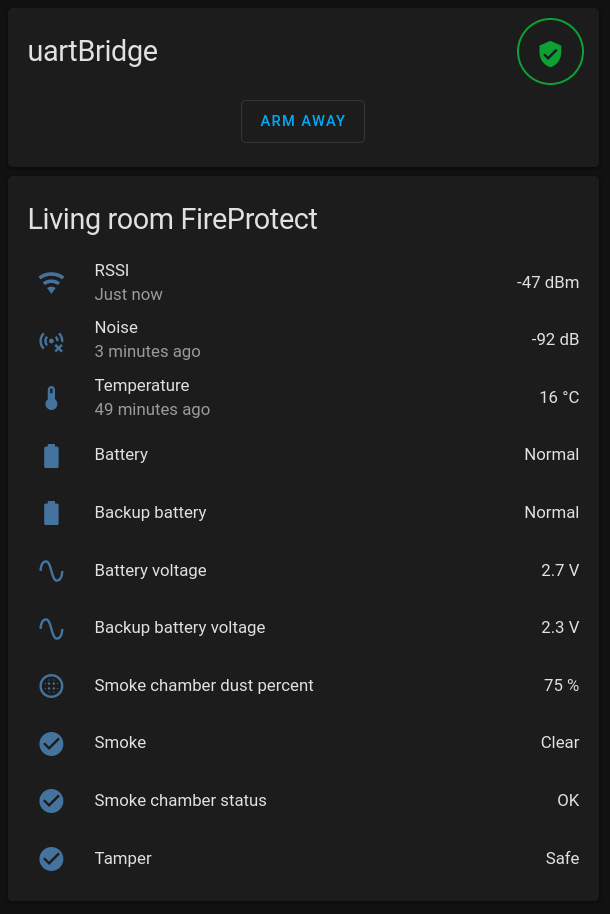 uartBridge
ARM AWAY
Living room FireProtect
RSSI
Just now
-47 dBm
Noise
3 minutes ago
-92 dB
Temperature
49 minutes ago
16 °C
Battery Normal
Backup battery Normal
Battery voltage 2.7 V
Backup battery voltage 2.3 V
Smoke chamber dust percent 75 %
Smoke Clear
Smoke chamber status OK
Tamper Safe